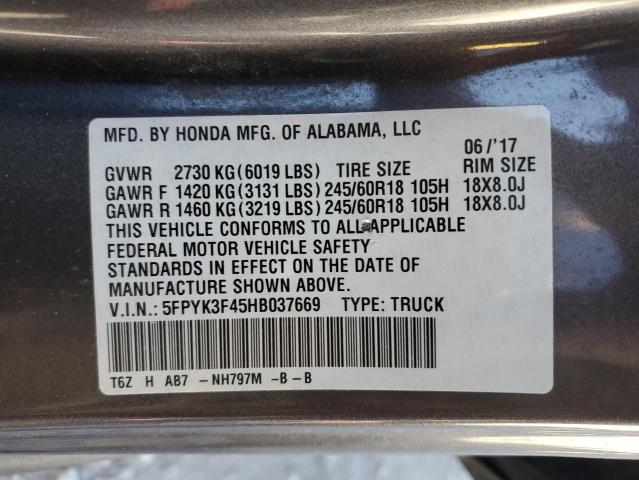 MFD. BY HONDA MFG. OF ALABAMA, LLC
06/'17
GVWR 2730 KG(6019 LBS) TIRE SIZE RIM SIZE
GAWR F 1420 KG(3131 LBS) 245/60R18 105H 18X8.0J
GAWR R 1460 KG(3219 LBS) 245/60R18 105H 18X8.0J
THIS VEHICLE CONFORMS TO ALL APPLICABLE
FEDERAL MOTOR VEHICLE SAFETY
STANDARDS IN EFFECT ON THE DATE OF
MANUFACTURE SHOWN ABOVE.
V.I.N.: 5FPYK3F45HB037669 TYPE: TRUCK
T6Z H AB7 -NH797M -B-B